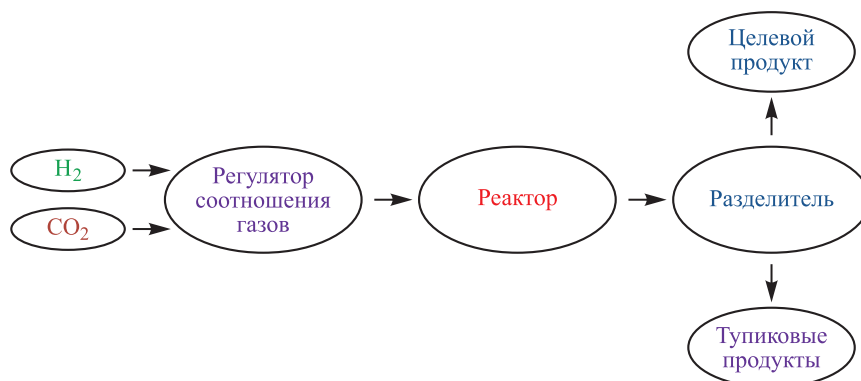 Целевой
продукт
H₂
CO₂
Регулятор
соотношения
газов
Реактор
Разделитель
Тупиковые
продукты